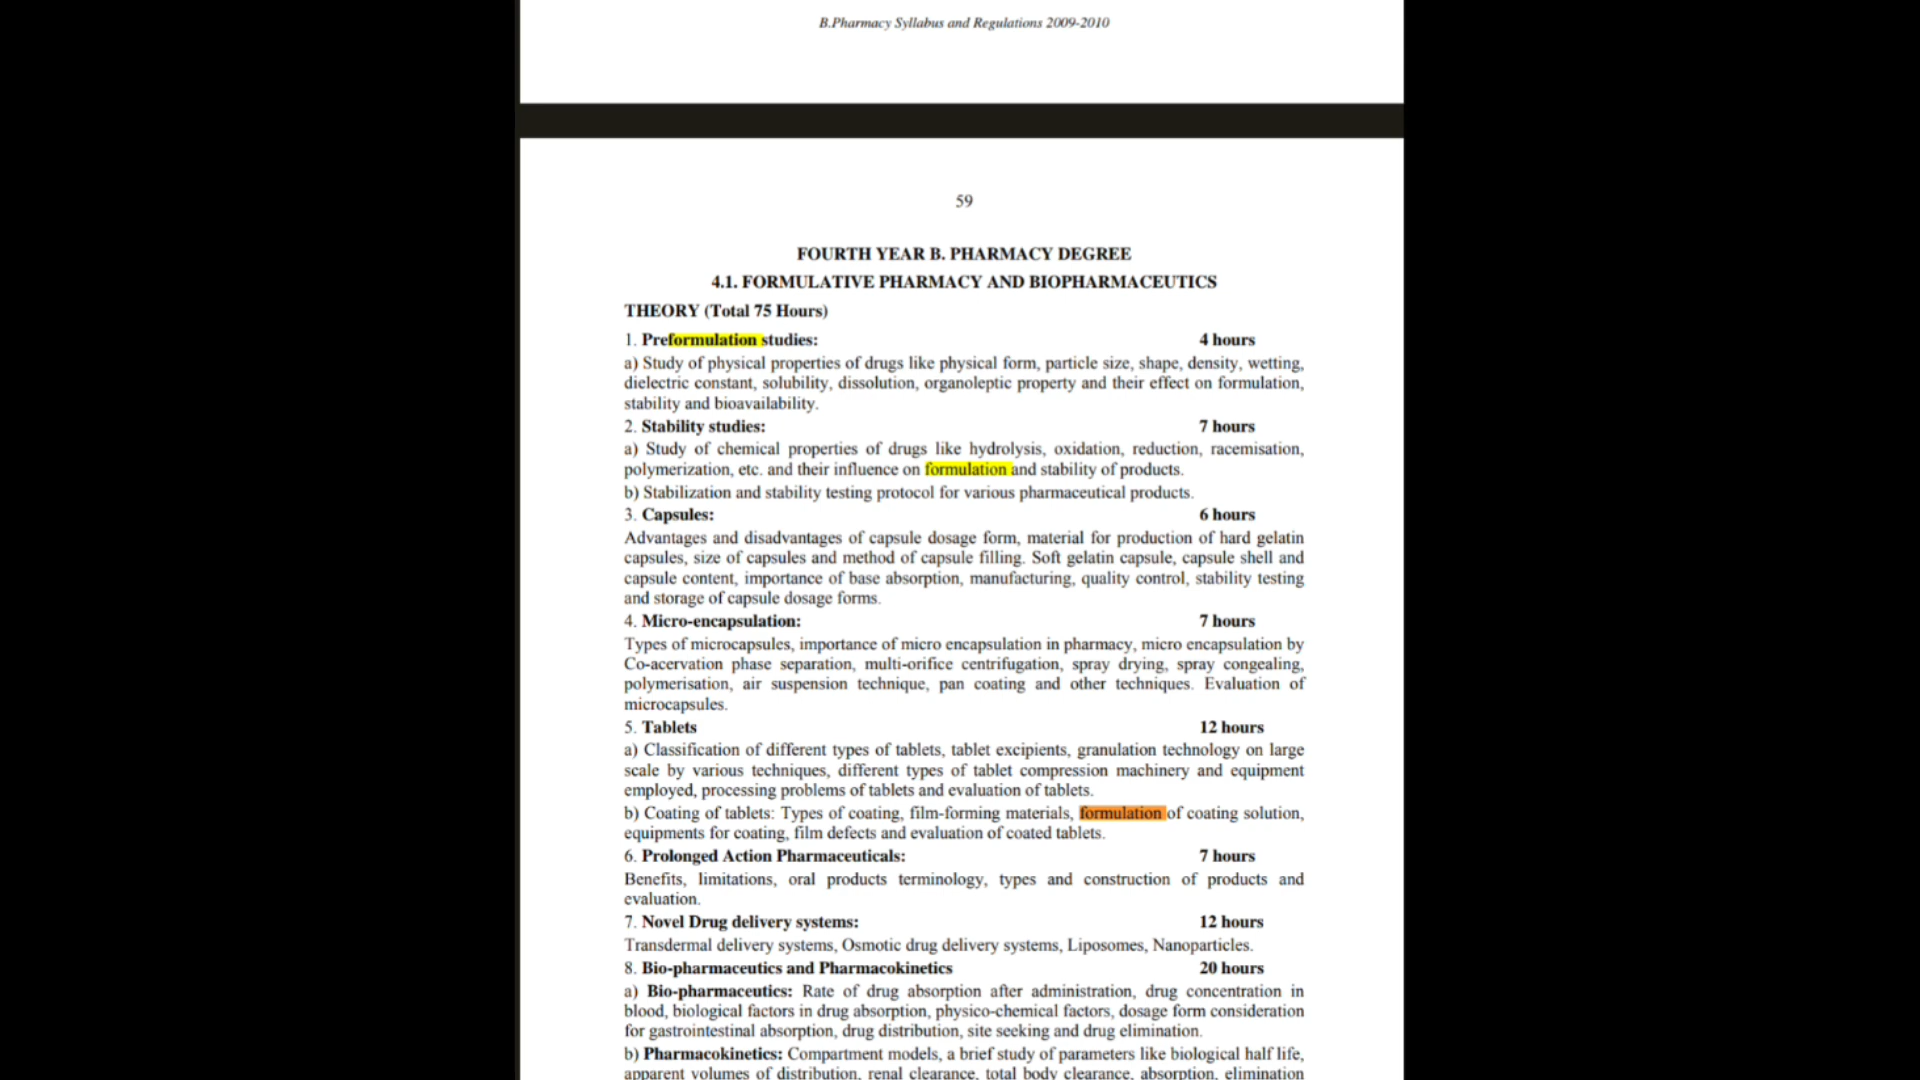 B.Pharmacy Syllabus and Regulations 2009-2010
59
FOURTH YEAR B. PHARMACY DEGREE
4.1. FORMULATIVE PHARMACY AND BIOPHARMACEUTICS
THEORY (Total 75 Hours)
1. Preformulation studies: 4 hours
a) Study of physical properties of drugs like physical form, particle size, shape, density, wetting,
dielectric constant, solubility, dissolution, organoleptic property and their effect on formulation,
stability and bioavailability.
2. Stability studies: 7 hours
a) Study of chemical properties of drugs like hydrolysis, oxidation, reduction, racemisation,
polymerization, etc. and their influence on formulation and stability of products.
b) Stabilization and stability testing protocol for various pharmaceutical products.
3. Capsules: 6 hours
Advantages and disadvantages of capsule dosage form, material for production of hard gelatin
capsules, size of capsules and method of capsule filling. Soft gelatin capsule, capsule shell and
capsule content, importance of base absorption, manufacturing, quality control, stability testing
and storage of capsule dosage forms.
4. Micro-encapsulation: 7 hours
Types of microcapsules, importance of micro encapsulation in pharmacy, micro encapsulation by
Co-acervation phase separation, multi-orifice centrifugation, spray drying, spray congealing,
polymerisation, air suspension technique, pan coating and other techniques. Evaluation of
microcapsules.
5. Tablets 12 hours
a) Classification of different types of tablets, tablet excipients, granulation technology on large
scale by various techniques, different types of tablet compression machinery and equipment
employed, processing problems of tablets and evaluation of tablets.
b) Coating of tablets: Types of coating, film-forming materials, formulation of coating solution,
equipments for coating, film defects and evaluation of coated tablets.
6. Prolonged Action Pharmaceuticals: 7 hours
Benefits, limitations, oral products terminology, types and construction of products and
evaluation.
7. Novel Drug delivery systems: 12 hours
Transdermal delivery systems, Osmotic drug delivery systems, Liposomes, Nanoparticles.
8. Bio-pharmaceutics and Pharmacokinetics 20 hours
a) Bio-pharmaceutics: Rate of drug absorption after administration, drug concentration in
blood, biological factors in drug absorption, physico-chemical factors, dosage form consideration
for gastrointestinal absorption, drug distribution, site seeking and drug elimination.
b) Pharmacokinetics: Compartment models, a brief study of parameters like biological half life,
apparent volumes of distribution, renal clearance, total body clearance, absorption, elimination